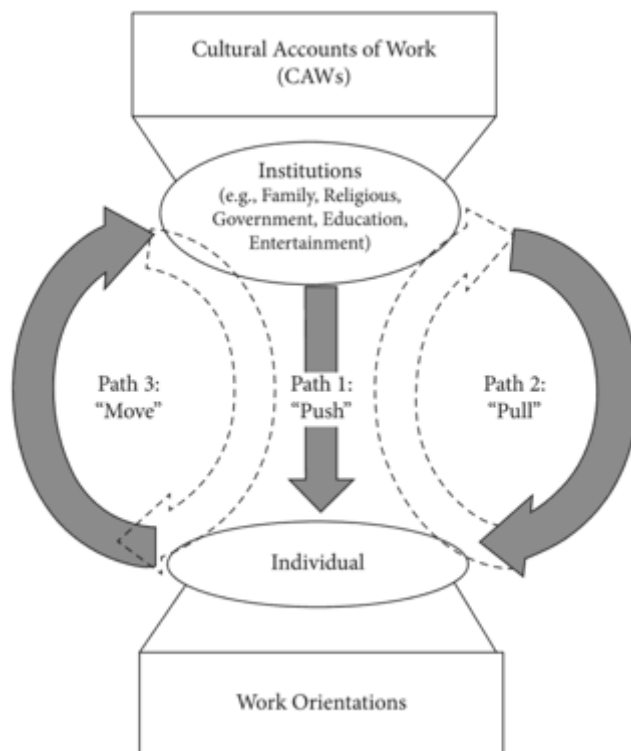 Cultural Accounts of Work
(CAWs)
Institutions
(e.g., Family, Religious,
Government, Education,
Entertainment)
Path 3:
“Move”
Path 1:
“Push”
Path 2:
“Pull”
Individual
Work Orientations